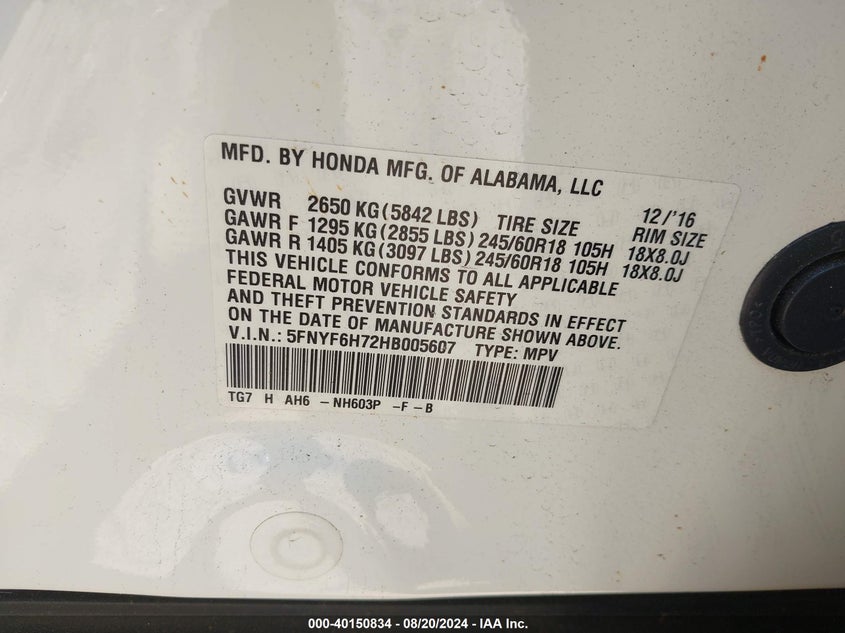 MFD. BY HONDA MFG. OF ALABAMA, LLC
GVWR 2650 KG (5842 LBS) TIRE SIZE 12/'16 RIM SIZE
GAWR F 1295 KG (2855 LBS) 245/60R18 105H 18X8.0J
GAWR R 1405 KG (3097 LBS) 245/60R18 105H 18X8.0J
THIS VEHICLE CONFORMS TO ALL APPLICABLE
FEDERAL MOTOR VEHICLE SAFETY
AND THEFT PREVENTION STANDARDS IN EFFECT
ON THE DATE OF MANUFACTURE SHOWN ABOVE.
V.I.N.: 5FNYF6H72HB005607 TYPE: MPV
TG7 H AH6 - NH603P - F - B
000-40150834 - 08/20/2024 - IAA Inc.